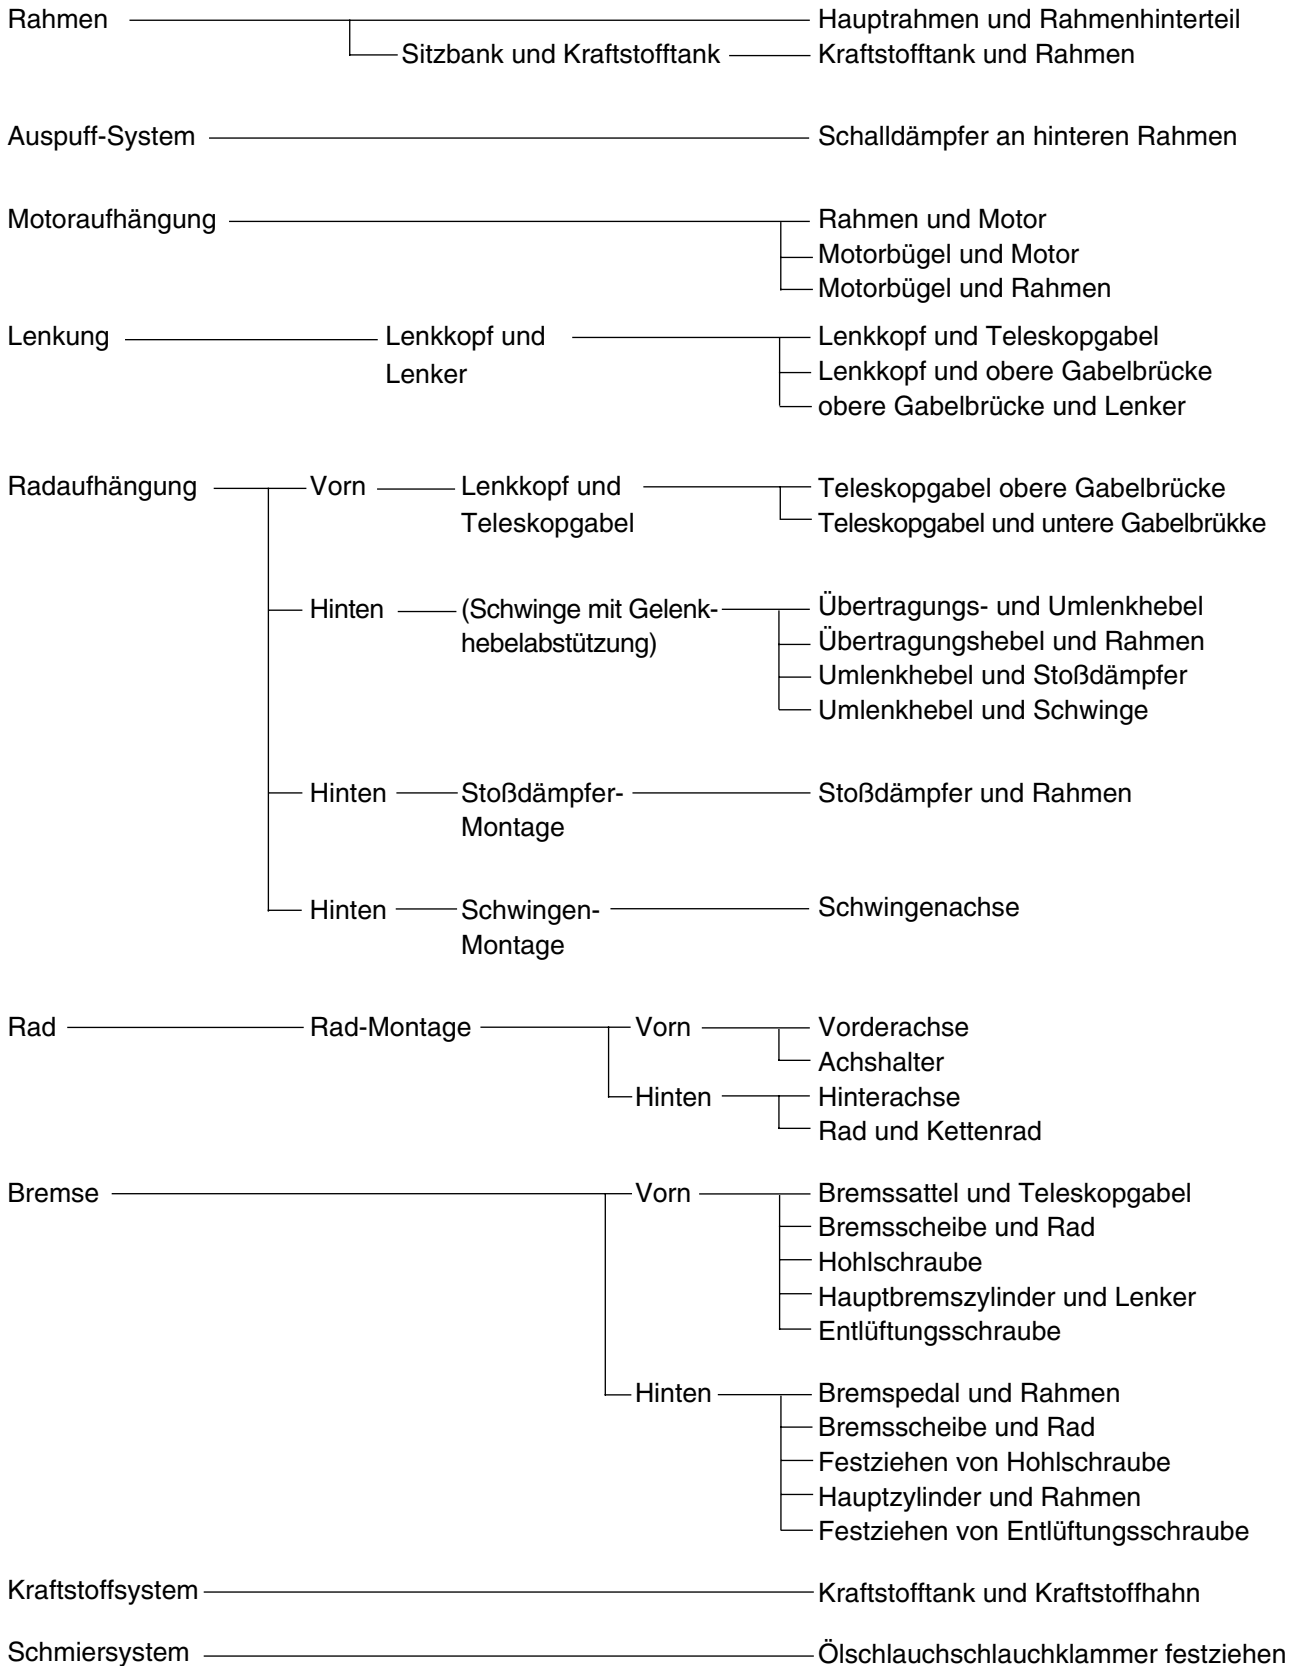 Rahmen
Hauptrahmen und Rahmenhinterteil
Sitzbank und Kraftstofftank
Kraftstofftank und Rahmen
Auspuff-System
Schalldämpfer an hinteren Rahmen
Motoraufhängung
Rahmen und Motor
Motorbügel und Motor
Motorbügel und Rahmen
Lenkung
Lenkkopf und
Lenker
Lenkkopf und Teleskopgabel
Lenkkopf und obere Gabelbrücke
obere Gabelbrücke und Lenker
Radaufhängung
Vorn
Lenkkopf und
Teleskopgabel
Teleskopgabel obere Gabelbrücke
Teleskopgabel und untere Gabelbrükke
Hinten
(Schwinge mit Gelenk-
hebelabstützung)
Übertragungs- und Umlenkhebel
Übertragungshebel und Rahmen
Umlenkhebel und Stoßdämpfer
Umlenkhebel und Schwinge
Hinten
Stoßdämpfer-
Montage
Stoßdämpfer und Rahmen
Hinten
Schwingen-
Montage
Schwingenachse
Rad
Rad-Montage
Vorn
Vorderachse
Achshalter
Hinten
Hinterachse
Rad und Kettenrad
Bremse
Vorn
Bremssattel und Teleskopgabel
Bremsscheibe und Rad
Hohlschraube
Hauptbremszylinder und Lenker
Entlüftungsschraube
Hinten
Bremspedal und Rahmen
Bremsscheibe und Rad
Festziehen von Hohlschraube
Hauptzylinder und Rahmen
Festziehen von Entlüftungsschraube
Kraftstoffsystem
Kraftstofftank und Kraftstoffhahn
Schmiersystem
Ölschlauchschlauchklammer festziehen